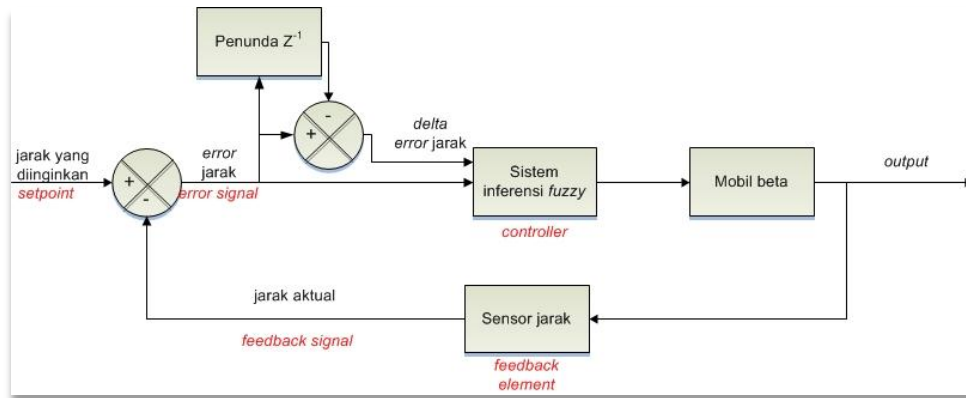 Penunda Z⁻¹
-
+
delta
error jarak
jarak yang
diinginkan
setpoint
+
-
error
jarak
error signal
Sistem
inferensi fuzzy
controller
Mobil beta
output
jarak aktual
feedback signal
Sensor jarak
feedback
element